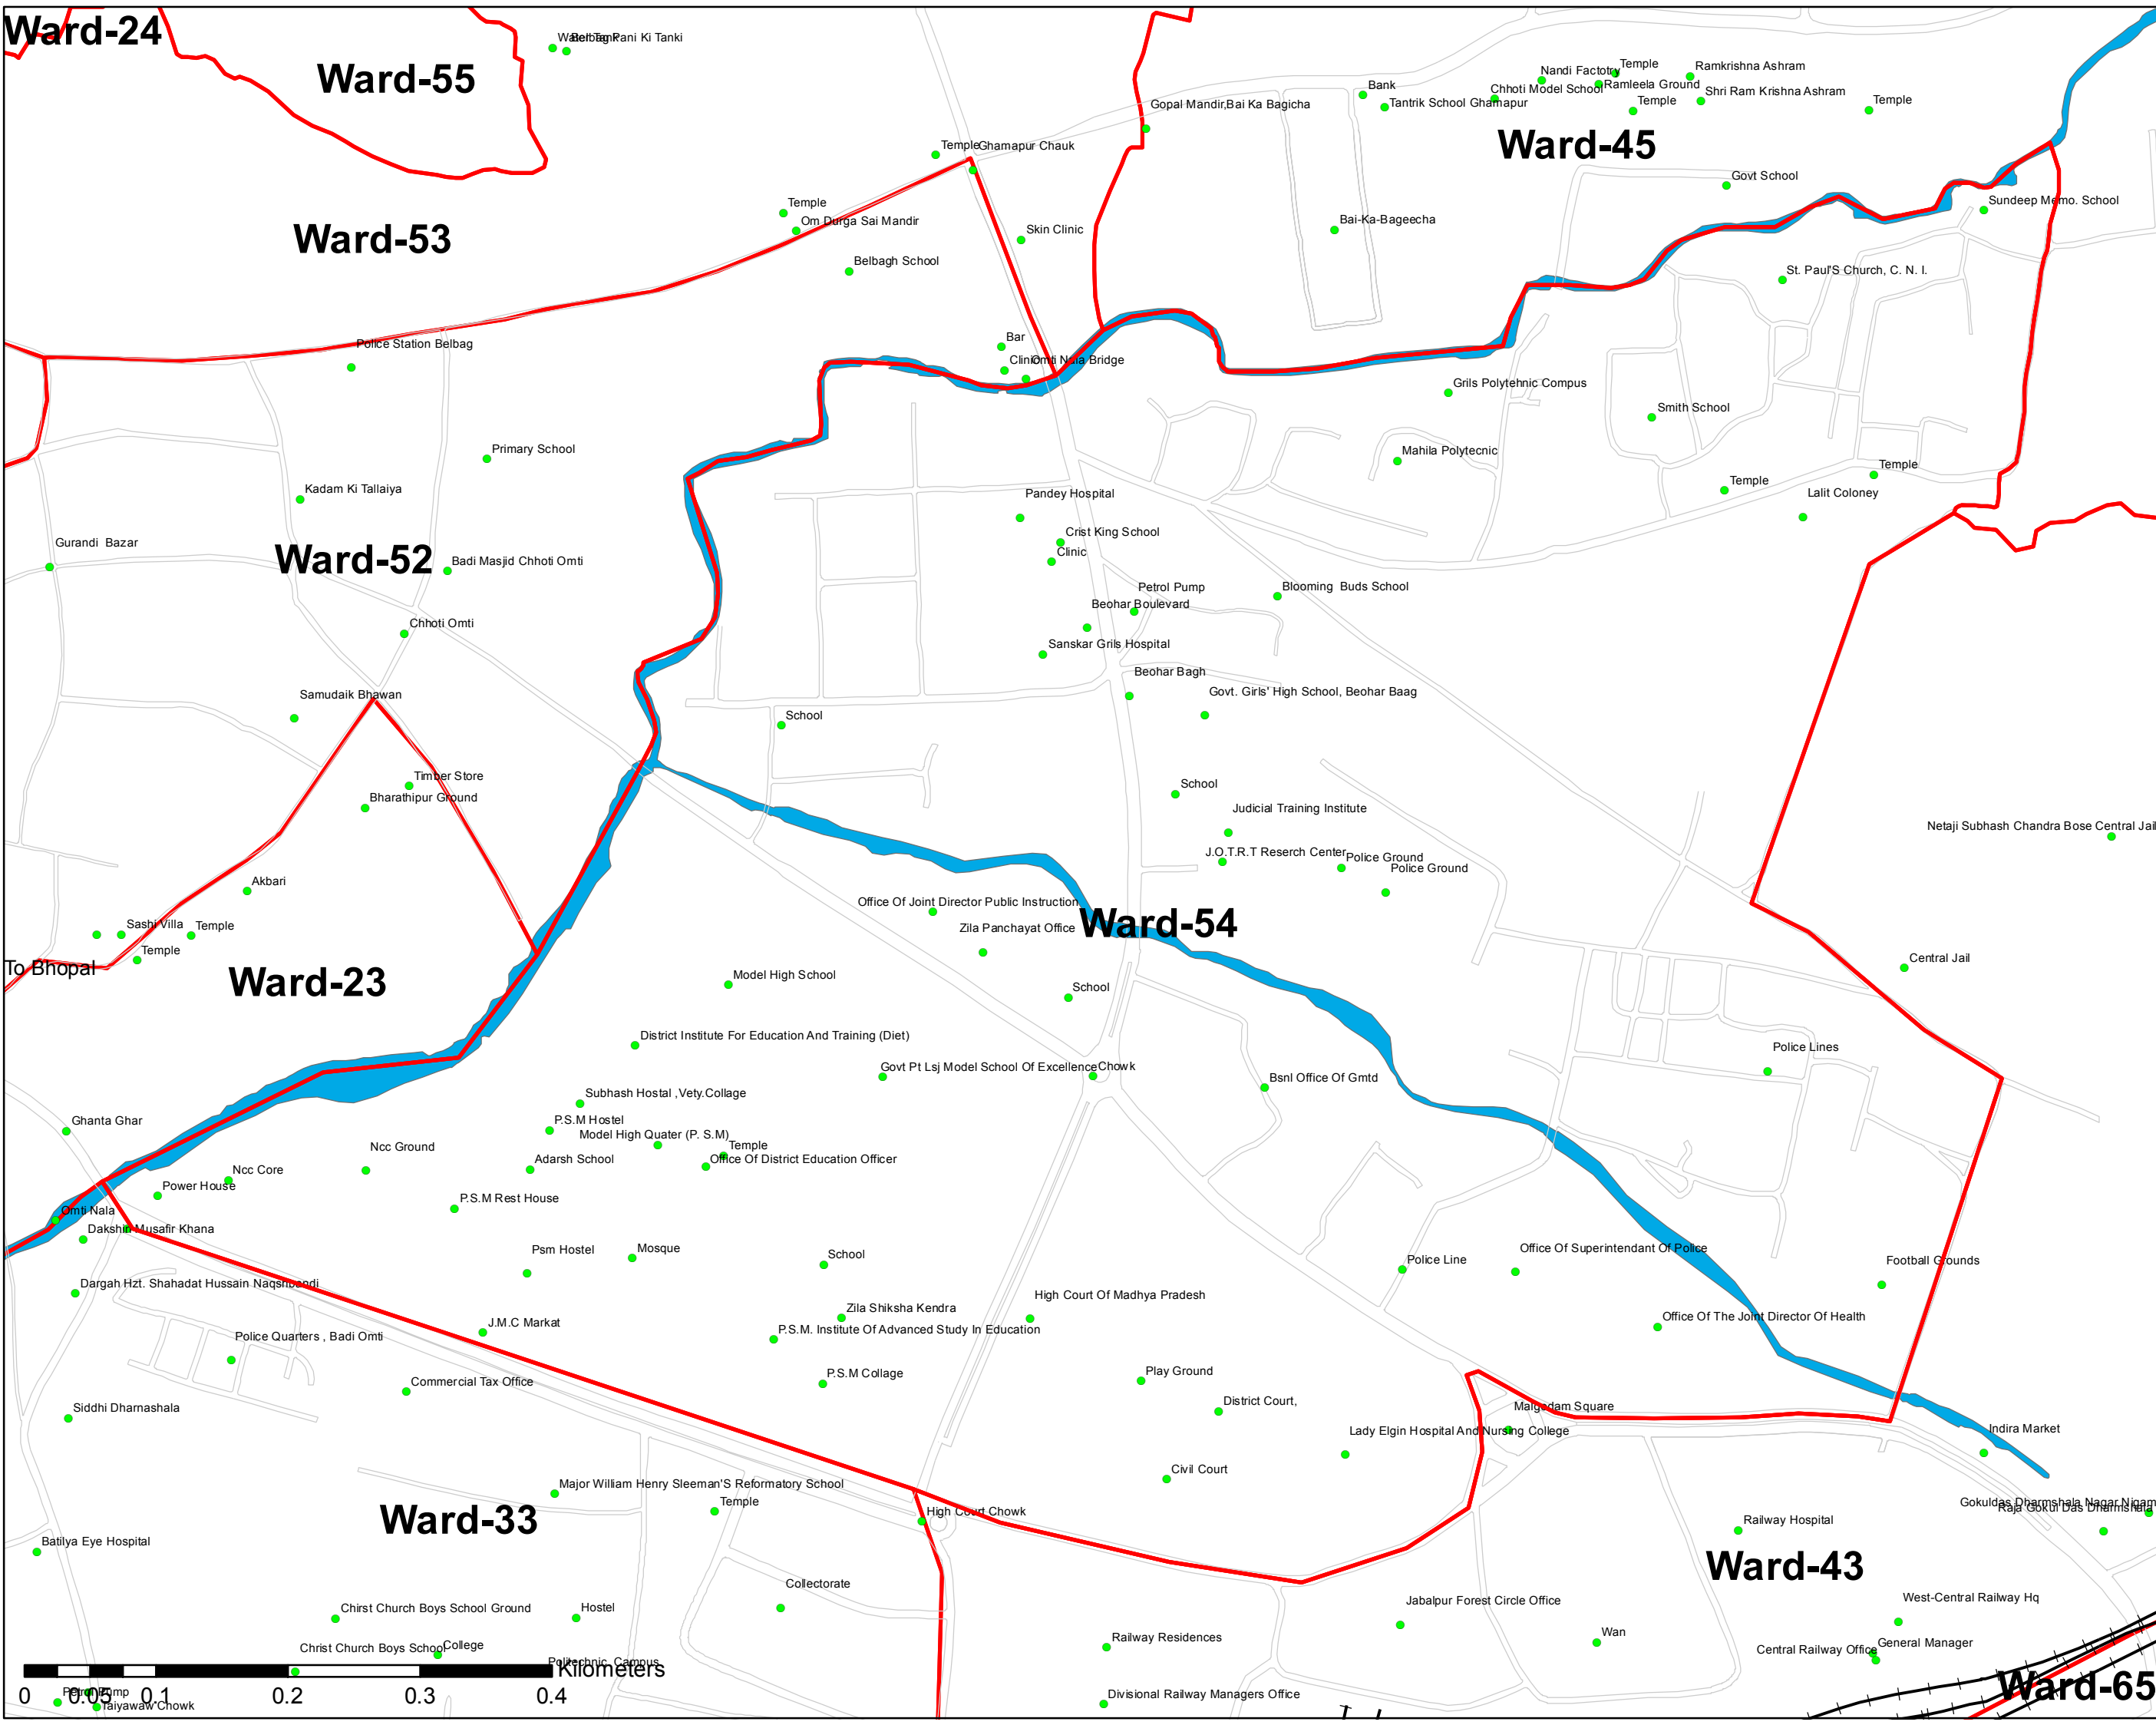 Ward-24
Ward-55
Water Tank
Belbag Pani Ki Tanki
Nandi Factotry
Temple
Ramkrishna Ashram
Bank
Chhoti Model School
Ramleela Ground
Shri Ram Krishna Ashram
Gopal Mandir,Bai Ka Bagicha
Tantrik School Ghamapur
Temple
Temple
Ward-45
Temple
Ghamapur Chauk
Govt School
Temple
Sundeep Memo. School
Om Durga Sai Mandir
Bai-Ka-Bageecha
Ward-53
Skin Clinic
Belbagh School
St. Paul'S Church, C. N. I.
Bar
Police Station Belbag
Clinic
Omti Nala Bridge
Grils Polytehnic Compus
Smith School
Primary School
Mahila Polytecnic
Temple
Temple
Kadam Ki Tallaiya
Pandey Hospital
Lalit Coloney
Crist King School
Gurandi Bazar
Clinic
Ward-52
Badi Masjid Chhoti Omti
Petrol Pump
Blooming Buds School
Beohar Boulevard
Chhoti Omti
Sanskar Grils Hospital
Beohar Bagh
Samudaik Bhawan
Govt. Girls' High School, Beohar Baag
School
Timber Store
School
Bharathipur Ground
Judicial Training Institute
Netaji Subhash Chandra Bose Central Jail
J.O.T.R.T Reserch Center
Police Ground
Police Ground
Akbari
Office Of Joint Director Public Instruction
Ward-54
Sashi Villa
Temple
Zila Panchayat Office
Temple
Central Jail
To Bhopal
Ward-23
Model High School
School
District Institute For Education And Training (Diet)
Police Lines
Govt Pt Lsj Model School Of Excellence
Chowk
Bsnl Office Of Gmtd
Subhash Hostal ,Vety.Collage
Ghanta Ghar
P.S.M Hostel
Model High Quater (P. S.M)
Ncc Ground
Temple
Adarsh School
Office Of District Education Officer
Ncc Core
Power House
P.S.M Rest House
Omti Nala
Dakshin Musafir Khana
Psm Hostel
Mosque
School
Police Line
Office Of Superintendant Of Police
Football Grounds
Dargah Hzt. Shahadat Hussain Naqshbandi
High Court Of Madhya Pradesh
Zila Shiksha Kendra
J.M.C Markat
P.S.M. Institute Of Advanced Study In Education
Office Of The Joint Director Of Health
Police Quarters , Badi Omti
Commercial Tax Office
P.S.M Collage
Play Ground
District Court,
Siddhi Dharnashala
Malgodam Square
Lady Elgin Hospital And Nursing College
Indira Market
Civil Court
Major William Henry Sleeman'S Reformatory School
Temple
Gokuldas Dharmshala Nagar Nigam
Raja Gokul Das Dharmshala
High Court Chowk
Railway Hospital
Ward-33
Batilya Eye Hospital
Ward-43
Collectorate
Chirst Church Boys School Ground
Hostel
Jabalpur Forest Circle Office
West-Central Railway Hq
Wan
Railway Residences
General Manager
Central Railway Office
Christ Church Boys School
College
Politechnic Campus
Kilometers
0 0.05 0.1 0.2 0.3 0.4
Petrol Pump
Taiyawaw Chowk
Divisional Railway Managers Office
Ward-65